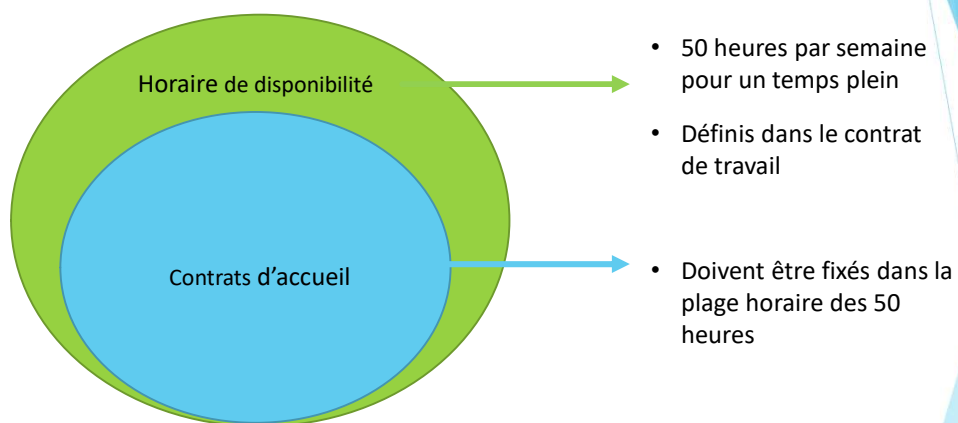 Horaire de disponibilité
• 50 heures par semaine
pour un temps plein
• Définis dans le contrat
de travail
Contrats d’accueil
• Doivent être fixés dans la
plage horaire des 50
heures